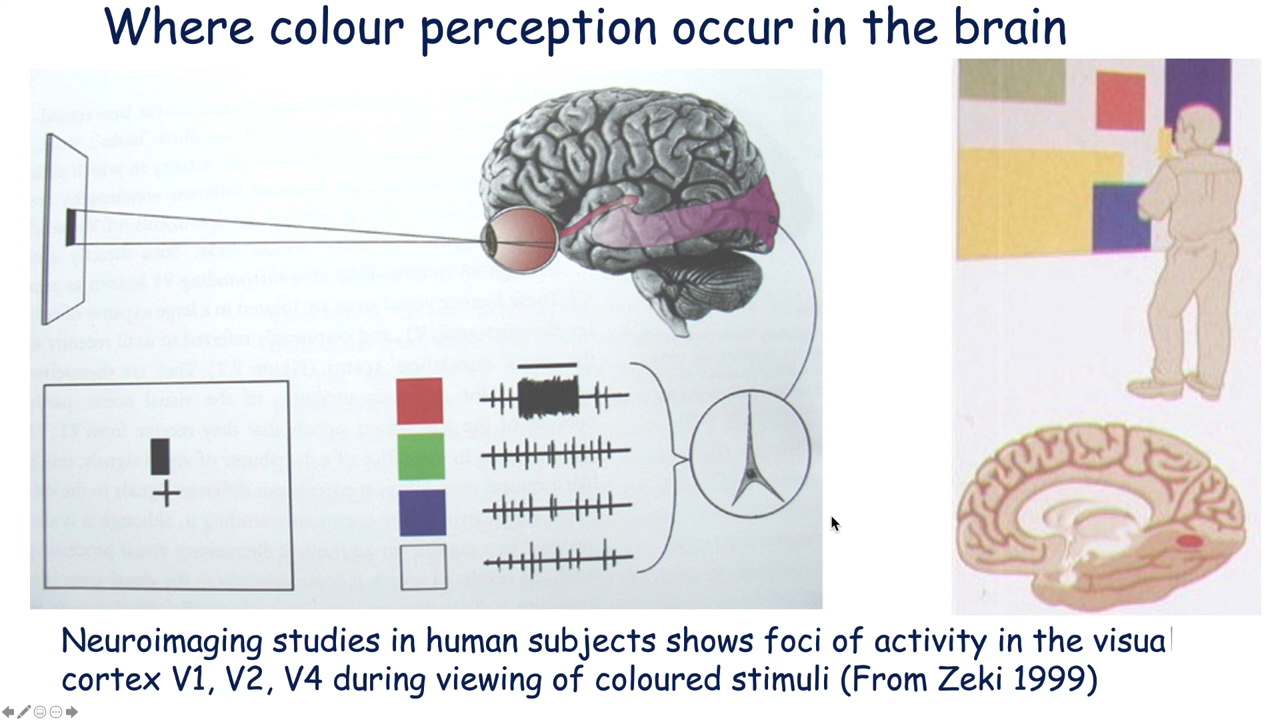 Where colour perception occur in the brain
Neuroimaging studies in human subjects shows foci of activity in the visual
cortex V1, V2, V4 during viewing of coloured stimuli (From Zeki 1999)